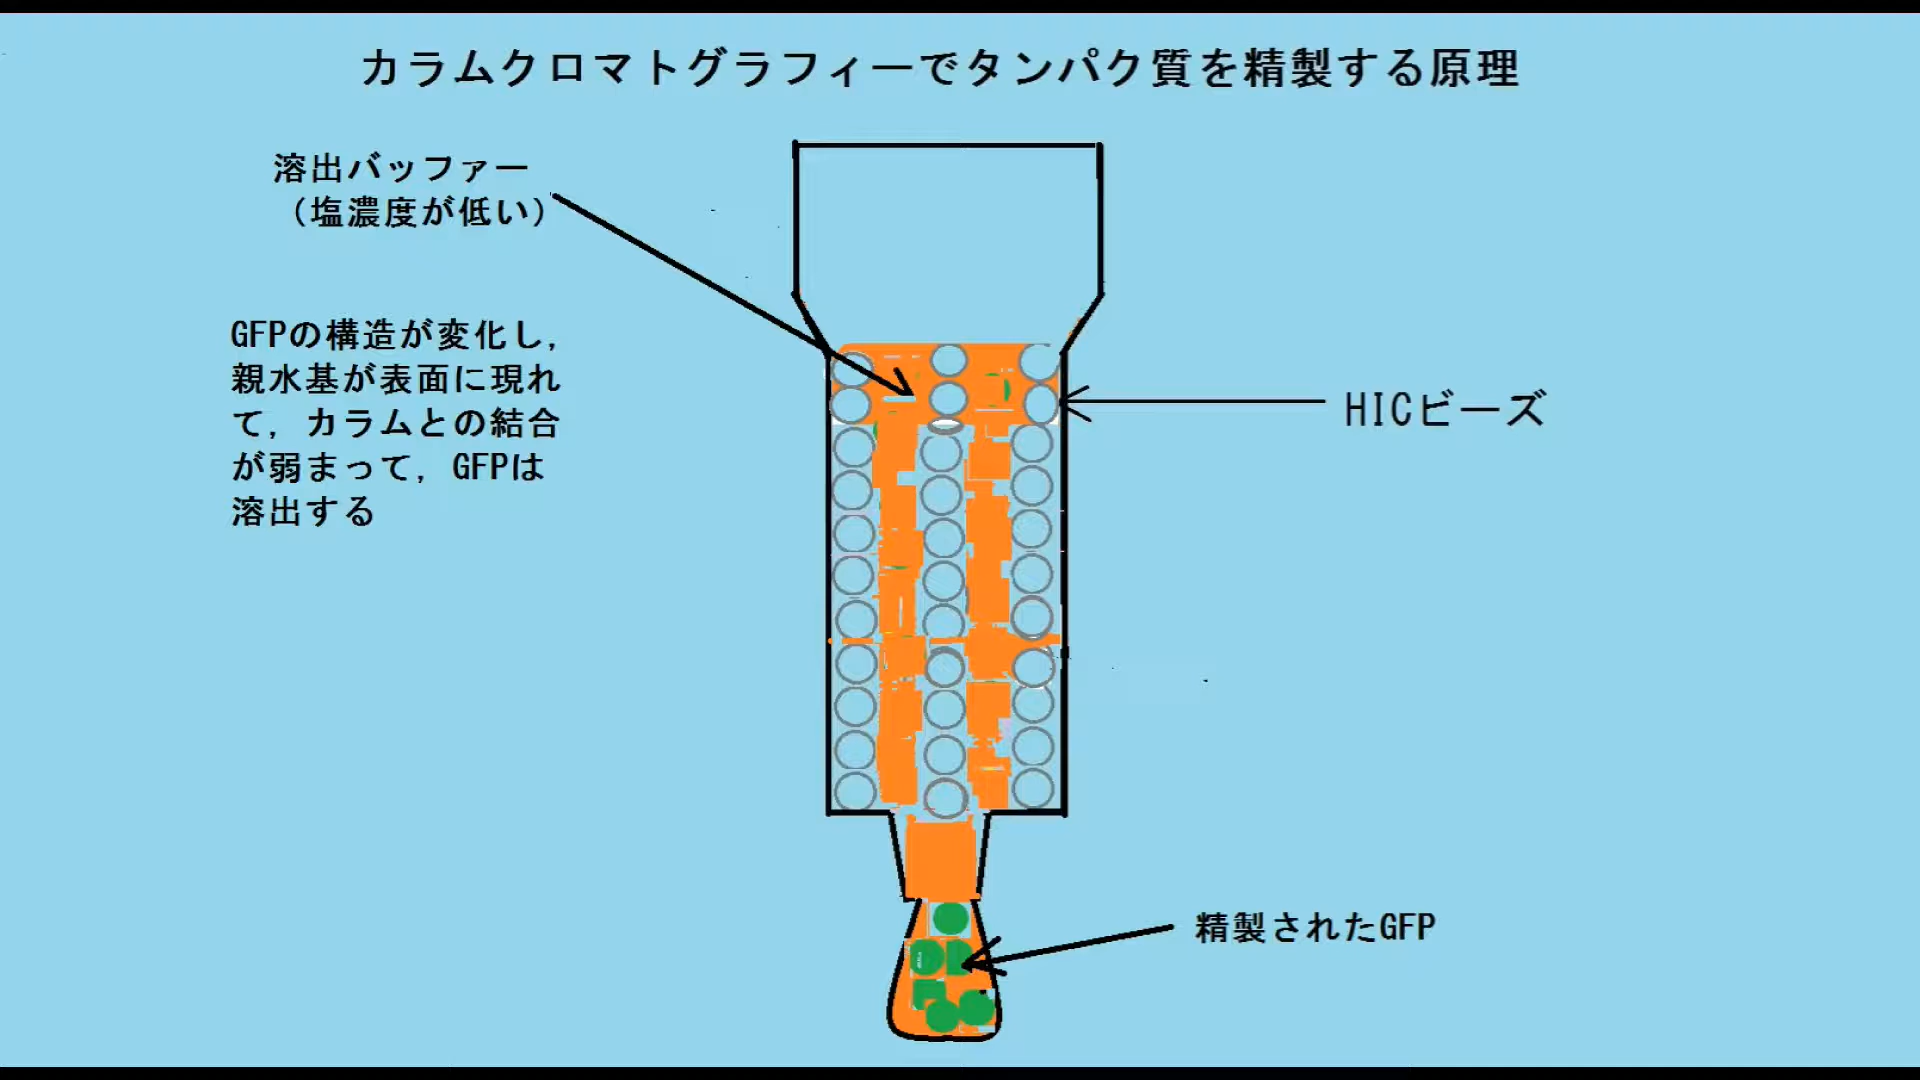 カラムクロマトグラフィーでタンパク質を精製する原理
溶出バッファー
（塩濃度が低い）
GFPの構造が変化し，
親水基が表面に現れ
て，カラムとの結合
が弱まって，GFPは
溶出する
HICビーズ
精製されたGFP